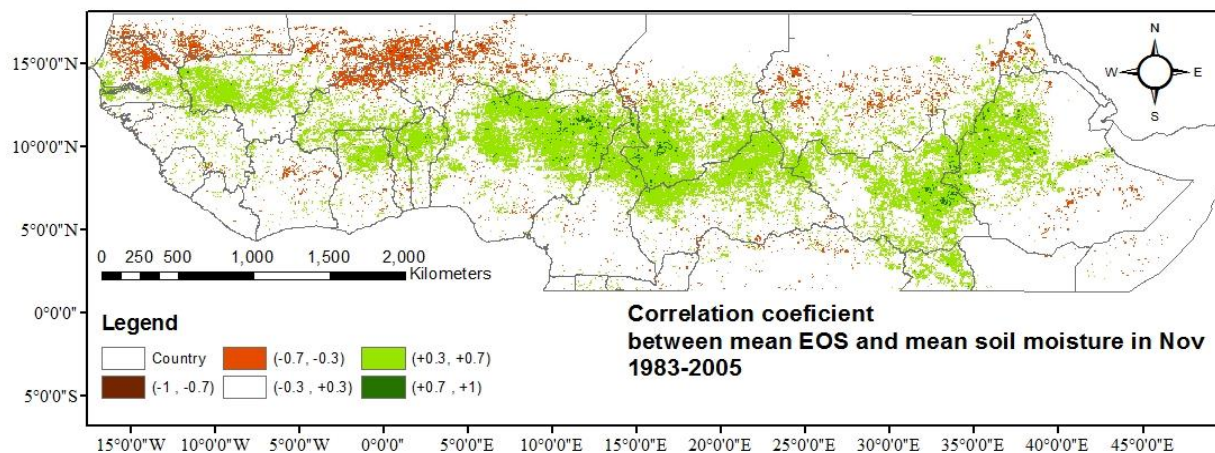 N
W E
S
15°0'0"N
10°0'0"N
5°0'0"N
0 250 500 1,000 1,500 2,000
Kilometers
0°0'0"
5°0'0"S
Legend
Country (-0.7, -0.3) (+0.3, +0.7)
(-1 , -0.7) (-0.3 , +0.3) (+0.7 , +1)
Correlation coeficient
between mean EOS and mean soil moisture in Nov
1983-2005
15°0'0"W 10°0'0"W 5°0'0"W 0°0'0" 5°0'0"E 10°0'0"E 15°0'0"E 20°0'0"E 25°0'0"E 30°0'0"E 35°0'0"E 40°0'0"E 45°0'0"E